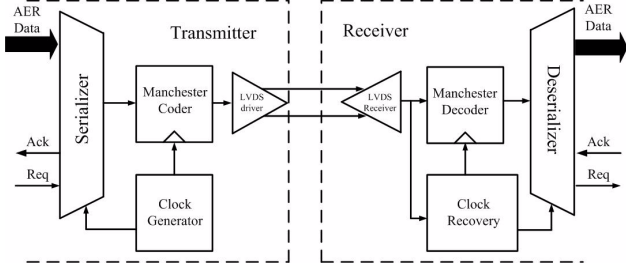 AER
Data
Transmitter
Receiver
AER
Data
Serializer
Manchester
Coder
LVDS
driver
LVDS
Receiver
Manchester
Decoder
Deserializer
Ack
Req
Clock
Generator
Clock
Recovery
Ack
Req